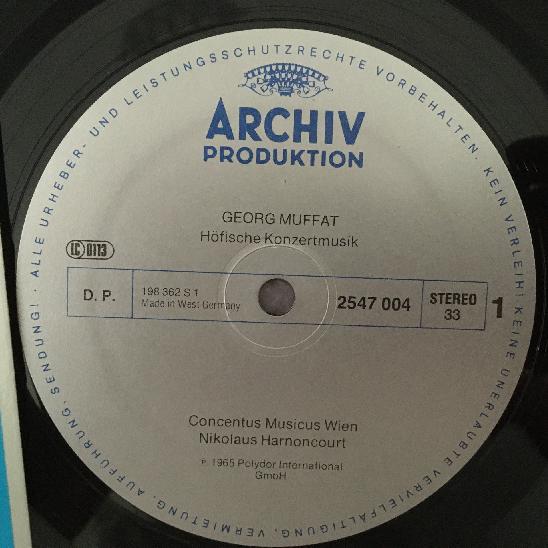 · ALLE URHEBER- UND LEISTUNGSSCHUTZRECHTE VORBEHALTEN. KEIN VERLEIH! KEINE UNERLAUBTE VERVIELFÄLTIGUNG, VERMIETUNG, AUFFÜHRUNG, SENDUNG!
ARCHIV
PRODUKTION
GEORG MUFFAT
Höfische Konzertmusik
LC 0113
D. P.
198 362 S 1
Made in West Germany
2547 004
STEREO
33
1
Concentus Musicus Wien
Nikolaus Harnoncourt
℗ 1965 Polydor International
GmbH